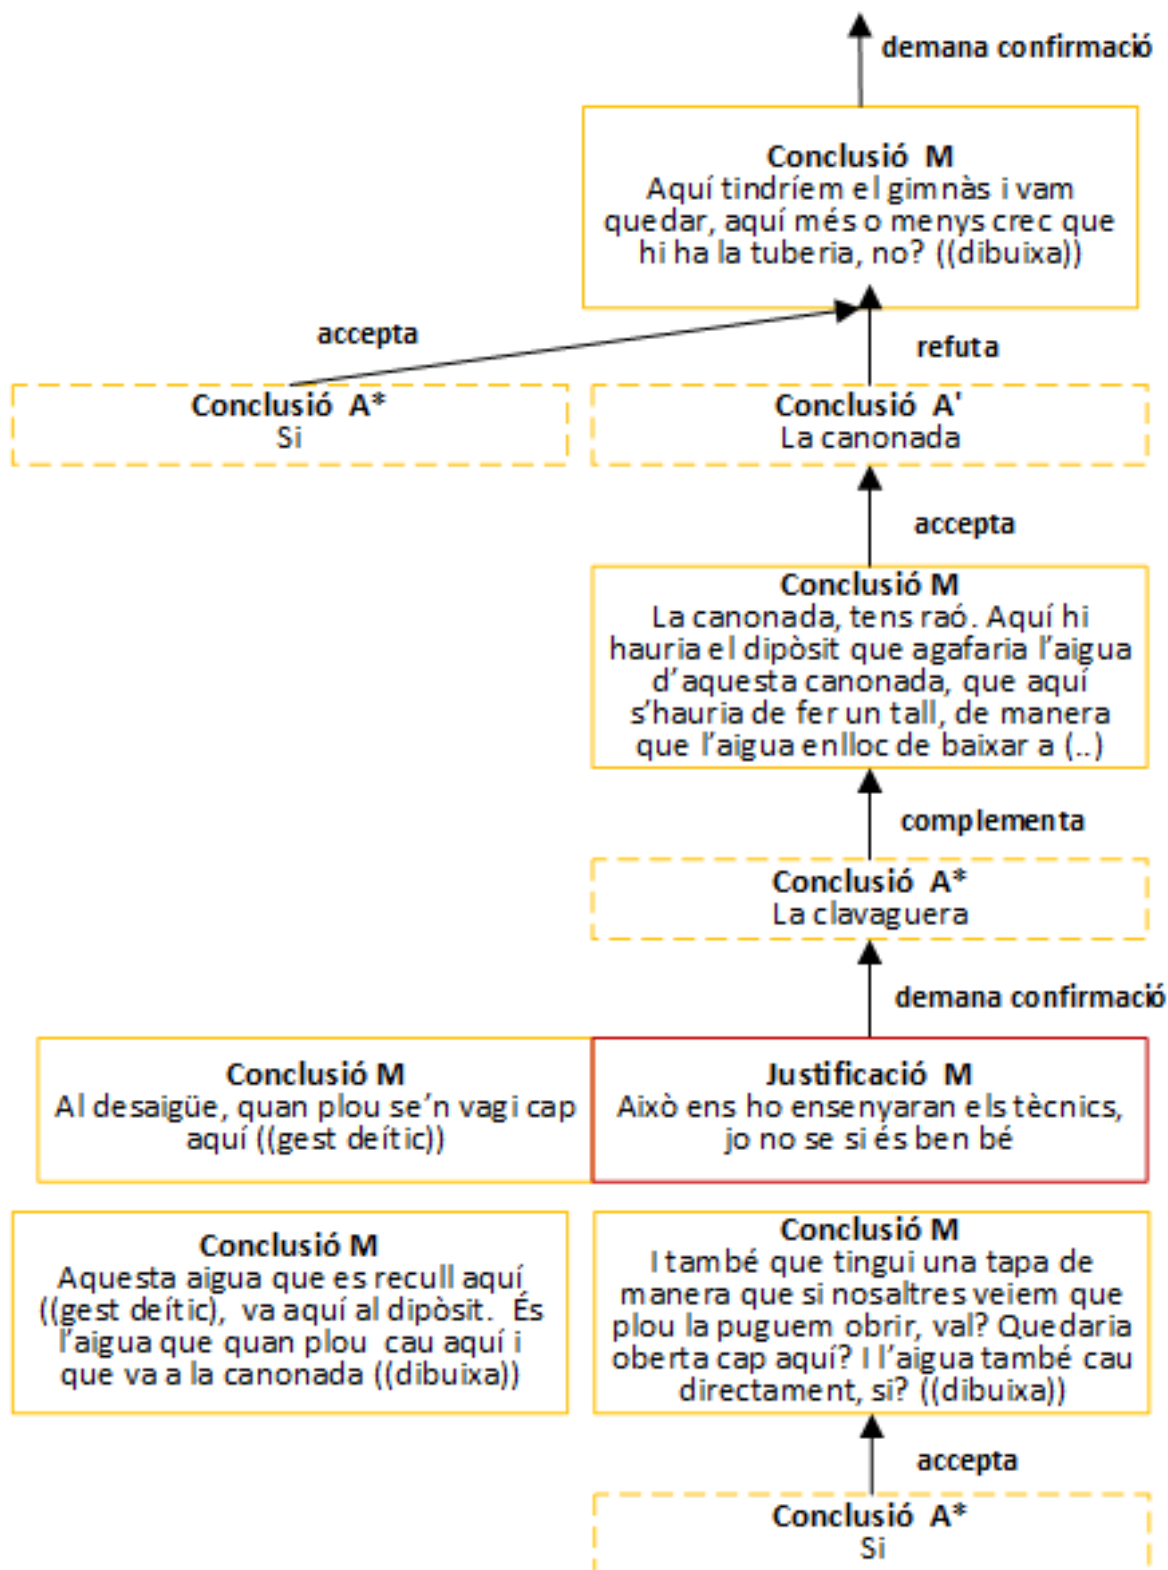 demana confirmació
Conclusió M
Aquí tindríem el gimnàs i vam
quedar, aquí més o menys crec que
hi ha la tuberia, no? ((dibuixa))
accepta
refuta
Conclusió A*
Si
Conclusió A'
La canonada
accepta
Conclusió M
La canonada, tens raó. Aquí hi
hauria el dipòsit que agafaria l'aigua
d'aquesta canonada, que aquí
s'hauria de fer un tall, de manera
que l'aigua enlloc de baixar a (..)
complementa
Conclusió A*
La clavaguera
demana confirmació
Conclusió M
Al desaigüe, quan plou se'n vagi cap
aquí ((gest deític))
Justificació M
Això ens ho ensenyaran els tècnics,
jo no se si és ben bé
Conclusió M
Aquesta aigua que es recull aquí
((gest deític), va aquí al dipòsit. És
l'aigua que quan plou cau aquí i
que va a la canonada ((dibuixa))
Conclusió M
I també que tingui una tapa de
manera que si nosaltres veiem que
plou la puguem obrir, val? Quedaria
oberta cap aquí? I l'aigua també cau
directament, si? ((dibuixa))
accepta
Conclusió A*
Si